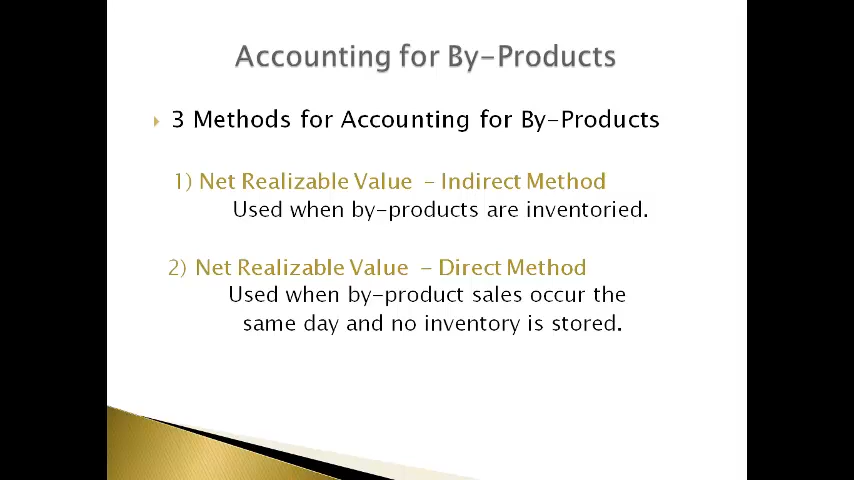 Accounting for By-Products
3 Methods for Accounting for By-Products
1) Net Realizable Value - Indirect Method
Used when by-products are inventoried.
2) Net Realizable Value - Direct Method
Used when by-product sales occur the
same day and no inventory is stored.